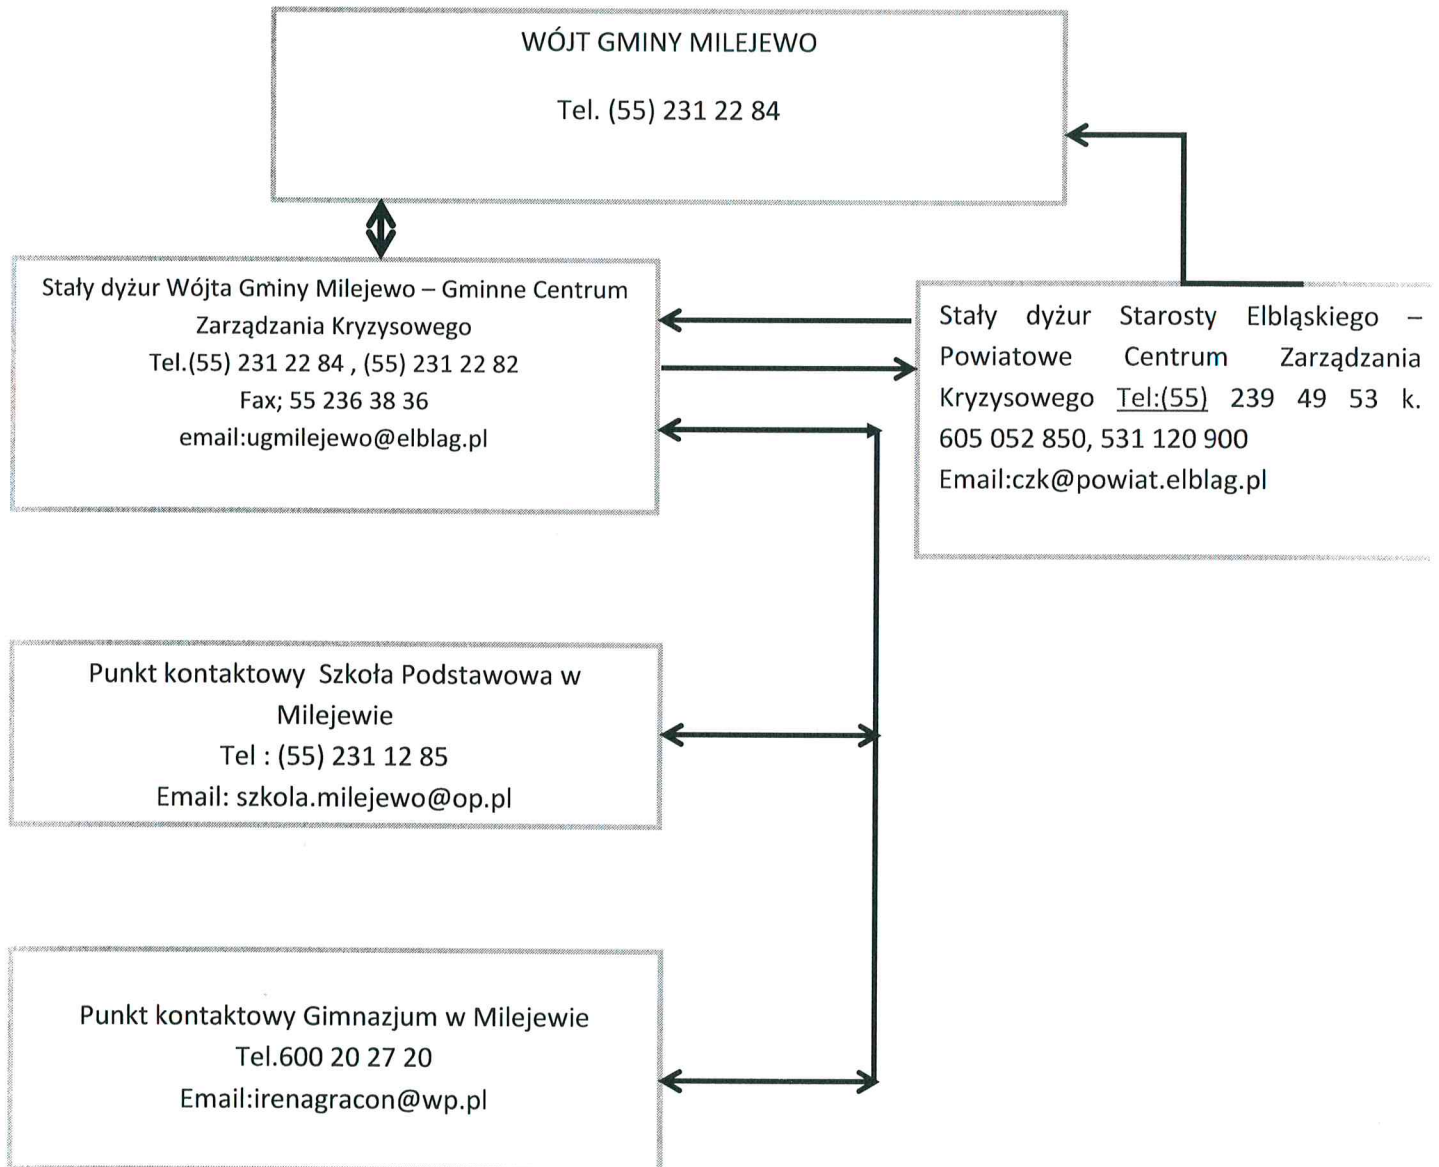 WÓJT GMINY MILEJEWO
Tel. (55) 231 22 84
Stały dyżur Wójta Gminy Milejewo – Gminne Centrum
Zarządzania Kryzysowego
Tel.(55) 231 22 84 , (55) 231 22 82
Fax; 55 236 38 36
email:ugmilejewo@elblag.pl
Stały dyżur Starosty Elbląskiego –
Powiatowe Centrum Zarządzania
Kryzysowego Tel:(55) 239 49 53 k.
605 052 850, 531 120 900
Email:czk@powiat.elblag.pl
Punkt kontaktowy Szkoła Podstawowa w
Milejewie
Tel : (55) 231 12 85
Email: szkola.milejewo@op.pl
Punkt kontaktowy Gimnazjum w Milejewie
Tel.600 20 27 20
Email:irenagracon@wp.pl